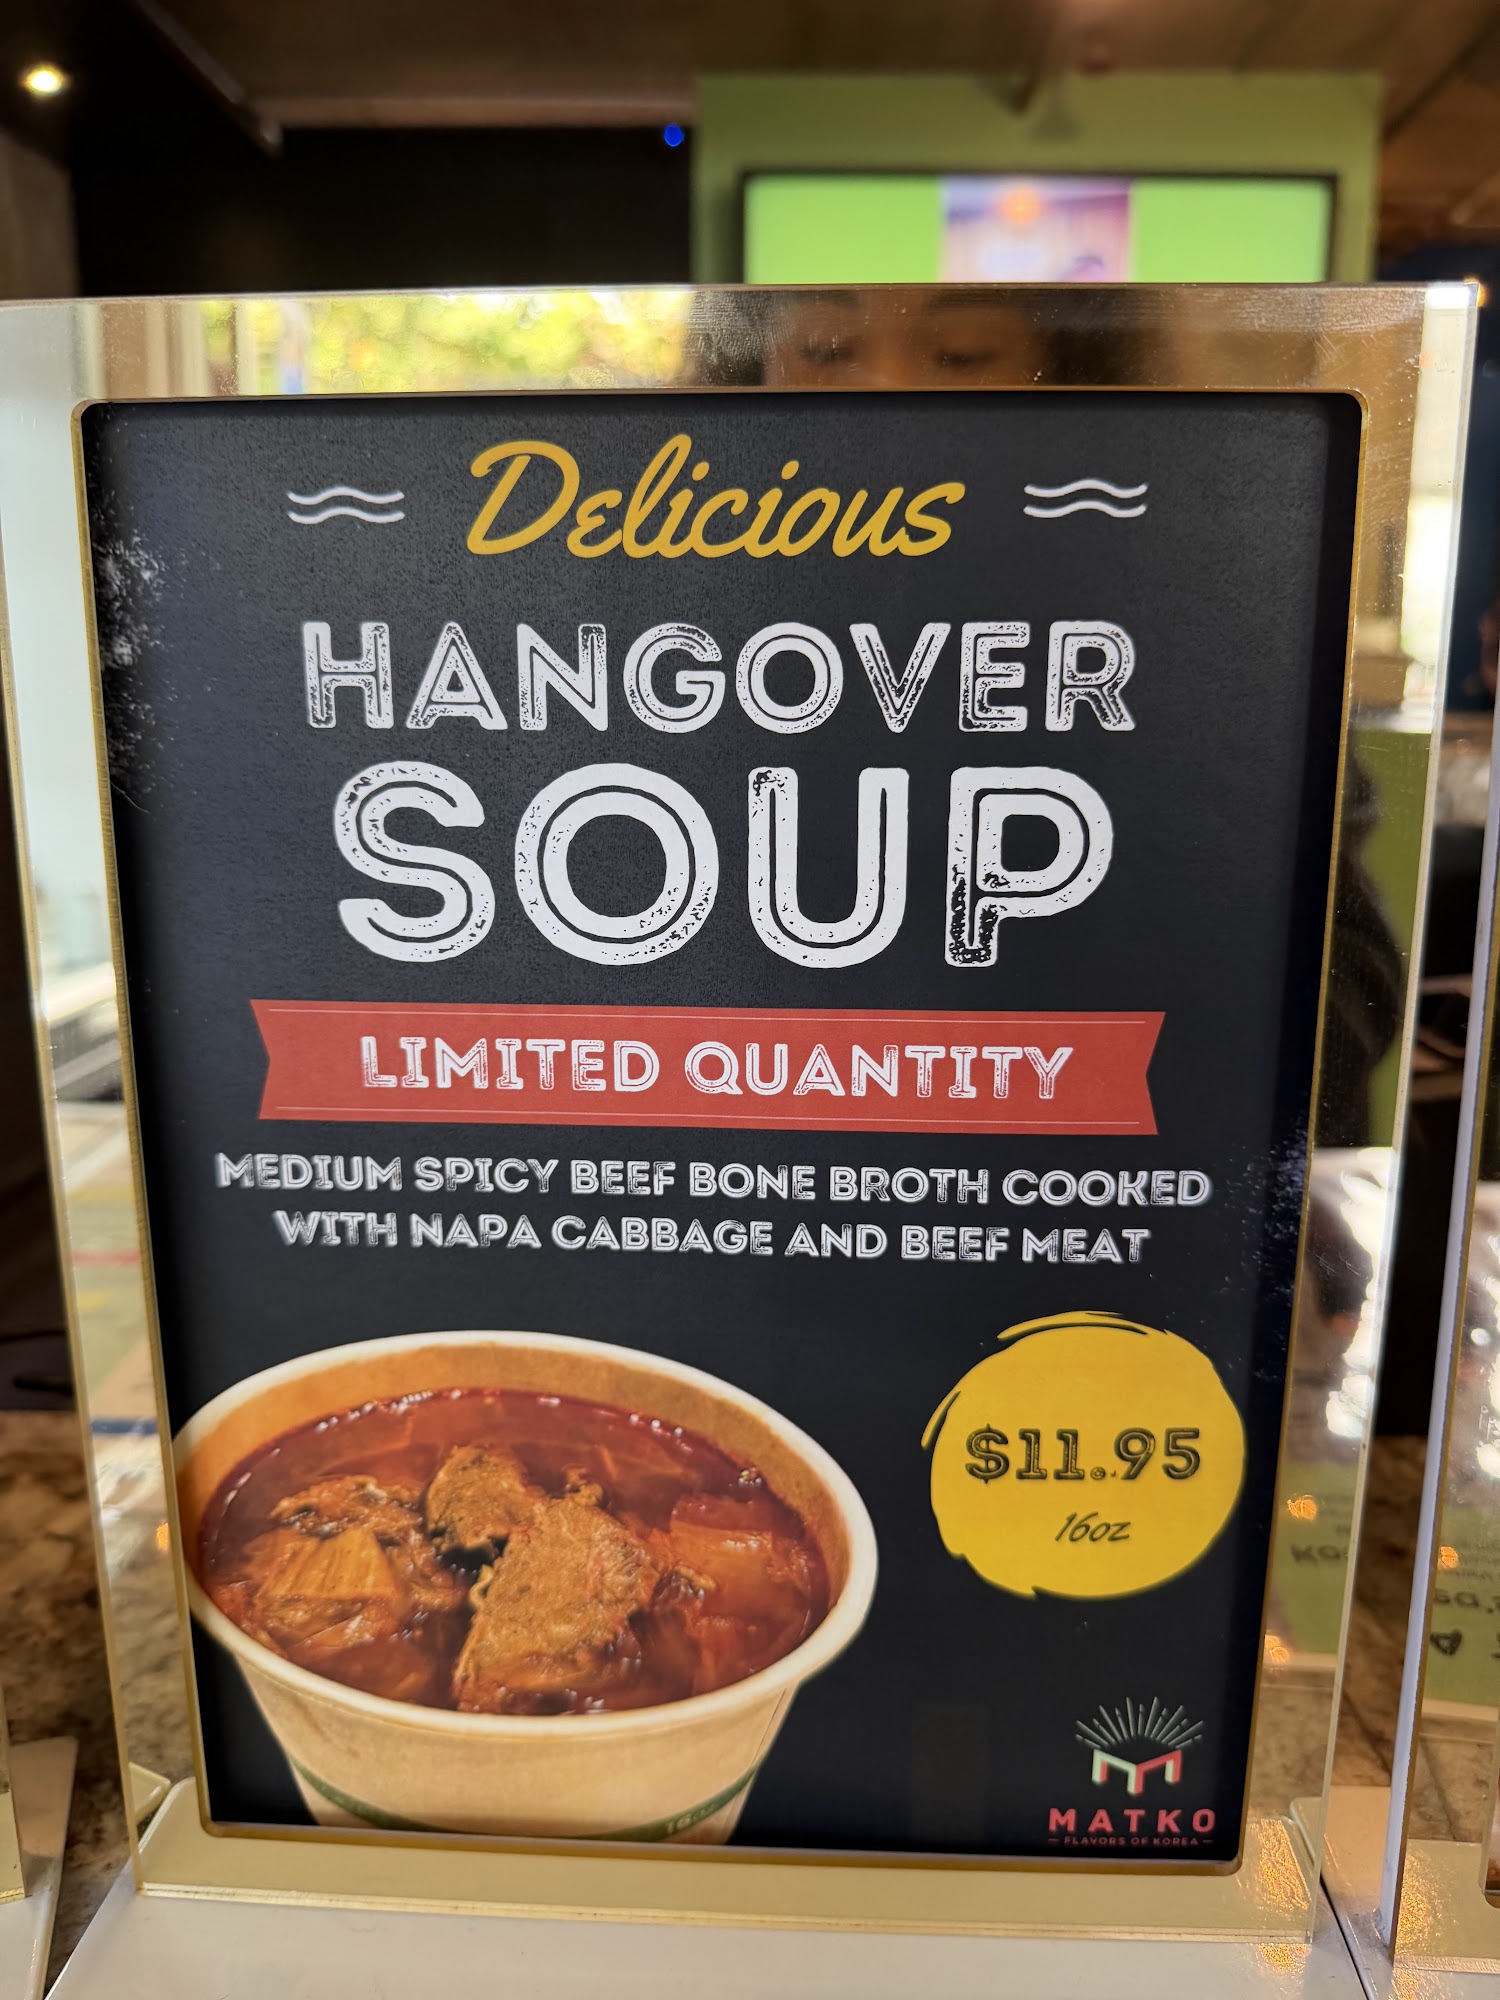 Delicious
HANGOVER
SOUP
LIMITED QUANTITY
MEDIUM SPICY BEEF BONE BROTH COOKED
WITH NAPA CABBAGE AND BEEF MEAT
$11.95
16oz
MATKO
FLAVORS OF KOREA